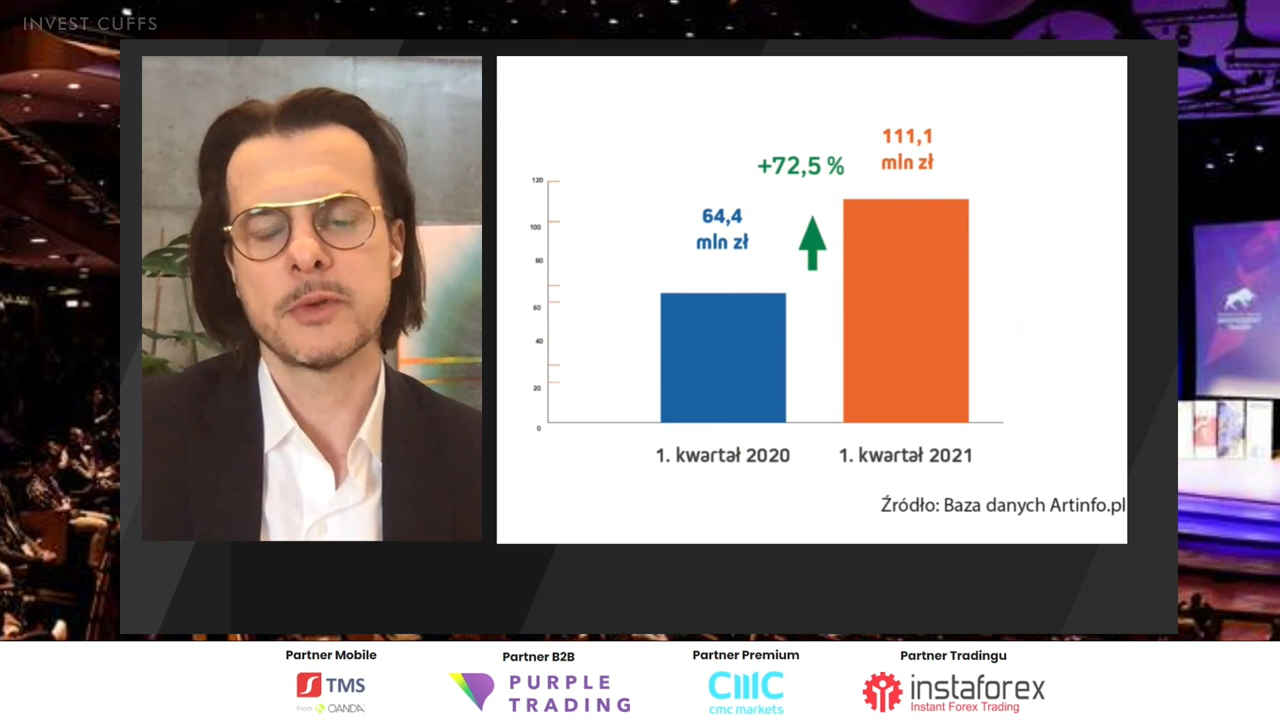 INVEST CUFFS
111,1
mln zł
+72,5 %
64,4
mln zł
120
100
80
60
40
20
0
1. kwartał 2020
1. kwartał 2021
Źródło: Baza danych Artinfo.pl
Partner Mobile
TMS
From OANDA
Partner B2B
PURPLE
TRADING
Partner Premium
CMC
cmc markets
Partner Tradingu
instaforex
Instant Forex Trading